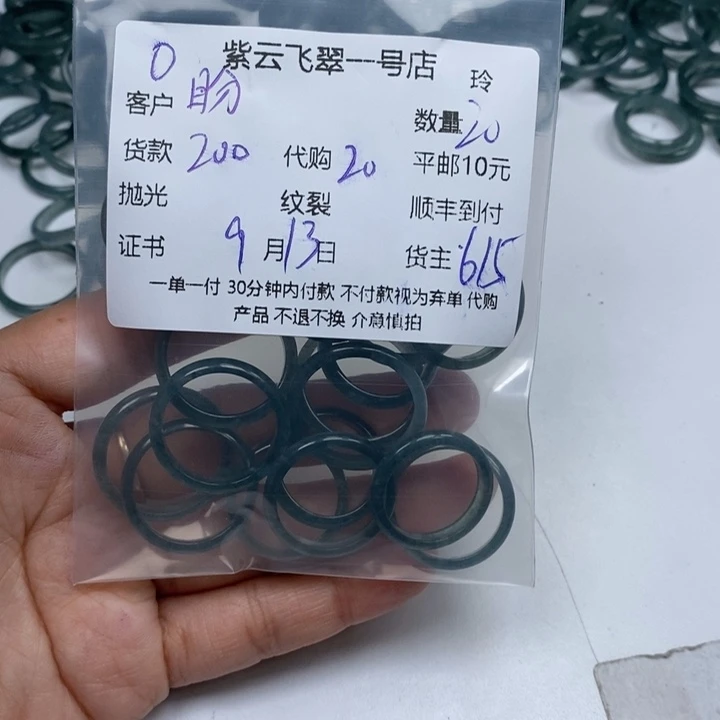 紫云飞翠一号店 玲
O
客户 盼 数量 20
货款 200 代购 20 平邮10元
抛光 纹裂 顺丰到付
证书 9月13日 货主 615
一单一付 30分钟内付款 不付款视为弃单 代购
产品 不退不换 介意慎拍